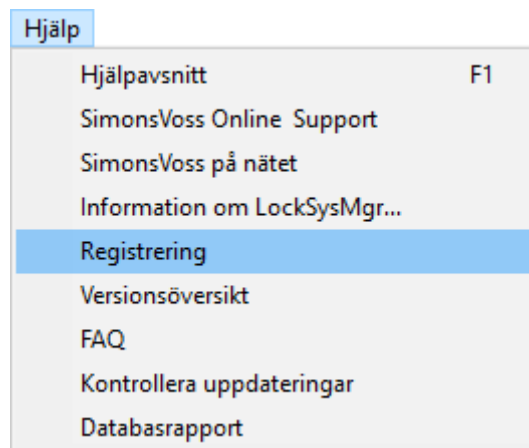 Hjälp
Hjälpavsnitt F1
SimonsVoss Online  Support
SimonsVoss på nätet
Information om LockSysMgr...
Registrering
Versionsöversikt
FAQ
Kontrollera uppdateringar
Databasrapport